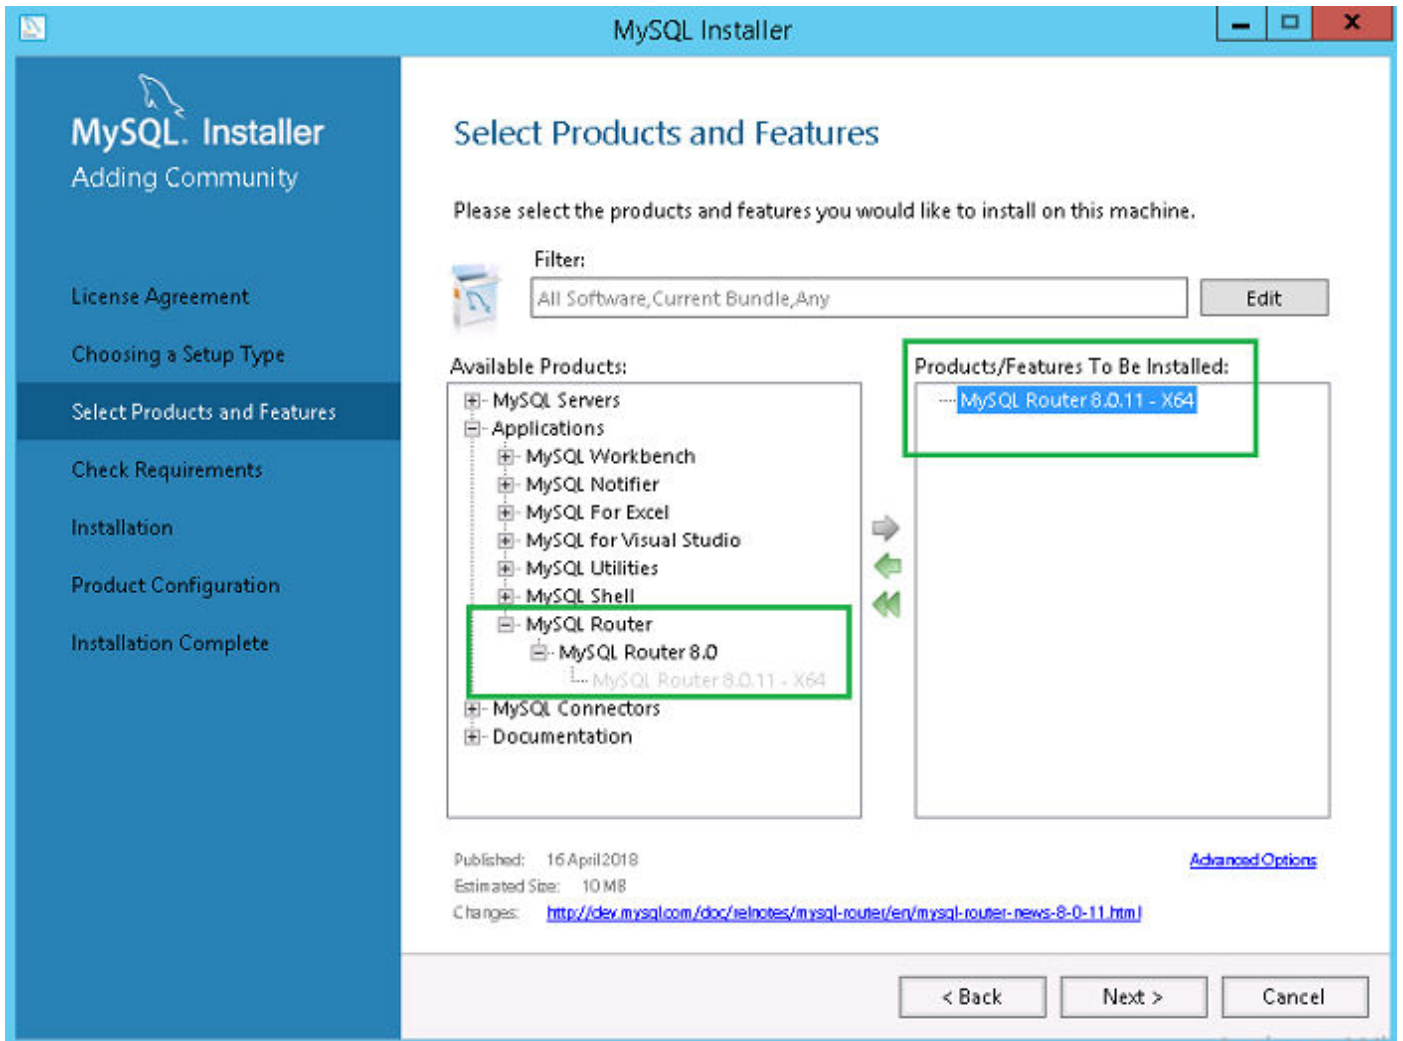 MySQL Installer
MySQL. Installer
Adding Community
License Agreement
Choosing a Setup Type
Select Products and Features
Check Requirements
Installation
Product Configuration
Installation Complete
Select Products and Features
Please select the products and features you would like to install on this machine.
Filter:
All Software,Current Bundle,Any
Edit
Available Products:
MySQL Servers
Applications
MySQL Workbench
MySQL Notifier
MySQL For Excel
MySQL for Visual Studio
MySQL Utilities
MySQL Shell
MySQL Router
MySQL Router 8.0
MySQL Router 8.0.11 - X64
MySQL Connectors
Documentation
Products/Features To Be Installed:
MySQL Router 8.0.11 - X64
Published: 16 April 2018
Estimated Size: 10 MB
Changes: http://dev.mysql.com/doc/relnotes/mysql-router/en/mysql-router-news-8-0-11.html
Advanced Options
< Back
Next >
Cancel